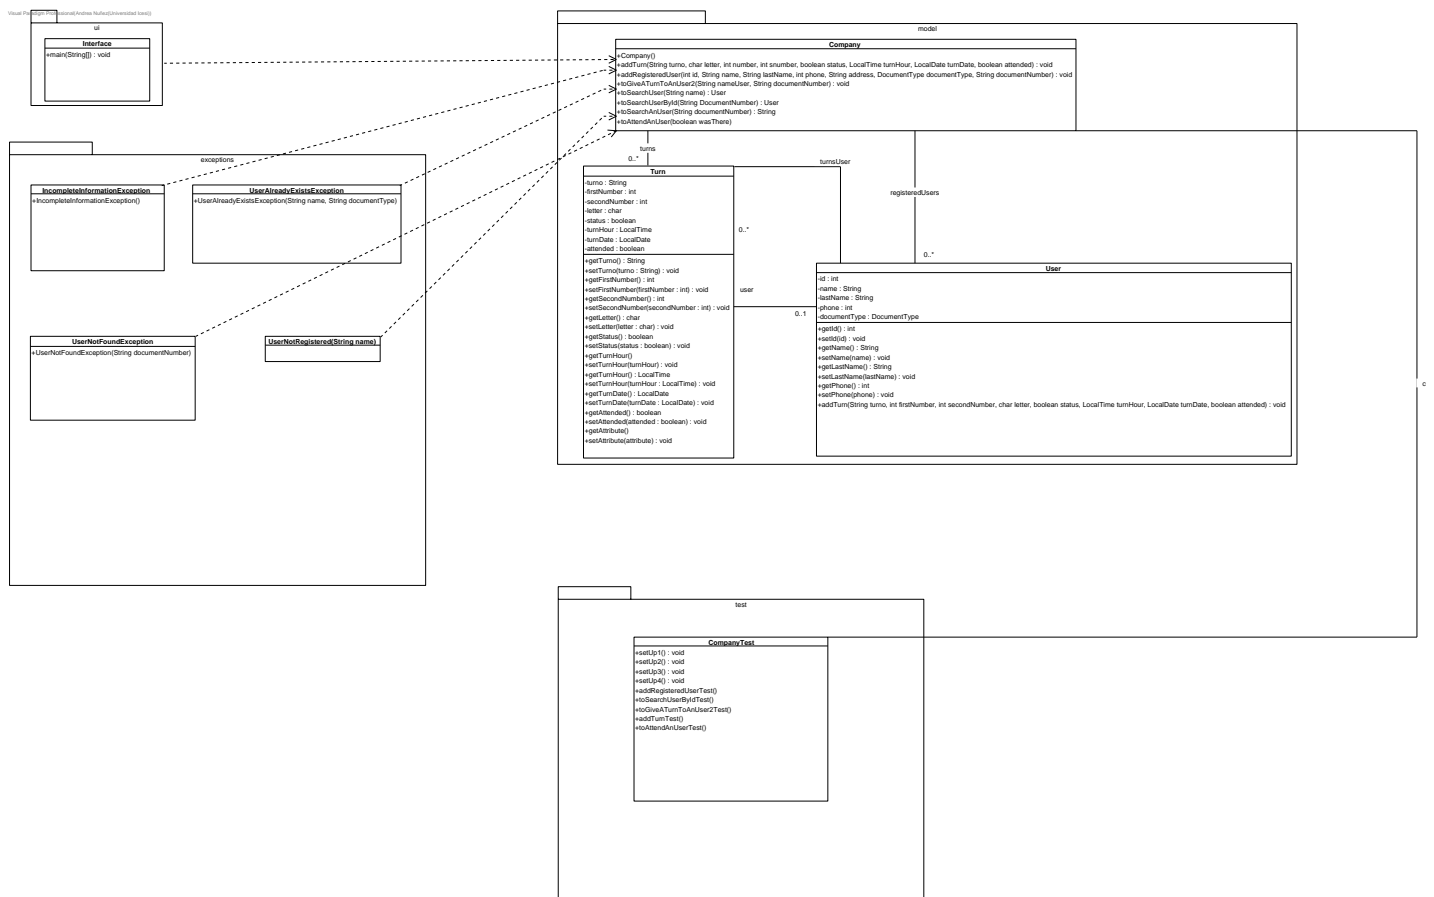 Visual Paradigm Professional(Andrea Nuñez(Universidad Icesi))
ui
Interface
+main(String[]) : void
exceptions
IncompleteInformationException
+IncompleteInformationException()
UserAlreadyExistsException
+UserAlreadyExistsException(String name, String documentType)
UserNotFoundException
+UserNotFoundException(String documentNumber)
UserNotRegistered(String name)
model
Company
+Company()
+addTurn(String turno, char letter, int number, int snumber, boolean status, LocalTime turnHour, LocalDate turnDate, boolean attended) : void
+addRegisteredUser(int id, String name, String lastName, int phone, String address, DocumentType documentType, String documentNumber) : void
+toGiveATurnToAnUser2(String nameUser, String documentNumber) : void
+toSearchUser(String name) : User
+toSearchUserById(String DocumentNumber) : User
+toSearchAnUser(String documentNumber) : String
+toAttendAnUser(boolean wasThere)
turns
0..*
turnsUser
0..*
registeredUsers
0..*
user
0..1
c
Turn
-turno : String
-firstNumber : int
-secondNumber : int
-letter : char
-status : boolean
-turnHour : LocalTime
-turnDate : LocalDate
-attended : boolean
+getTurno() : String
+setTurno(turno : String) : void
+getFirstNumber() : int
+setFirstNumber(firstNumber : int) : void
+getSecondNumber() : int
+setSecondNumber(secondNumber : int) : void
+getLetter() : char
+setLetter(letter : char) : void
+getStatus() : boolean
+setStatus(status : boolean) : void
+getTurnHour()
+setTurnHour(turnHour) : void
+getTurnHour() : LocalTime
+setTurnHour(turnHour : LocalTime) : void
+getTurnDate() : LocalDate
+setTurnDate(turnDate : LocalDate) : void
+getAttended() : boolean
+setAttended(attended : boolean) : void
+getAttribute()
+setAttribute(attribute) : void
User
-id : int
-name : String
-lastName : String
-phone : int
-documentType : DocumentType
+getId() : int
+setId(id) : void
+getName() : String
+setName(name) : void
+getLastName() : String
+setLastName(lastName) : void
+getPhone() : int
+setPhone(phone) : void
+addTurn(String turno, int firstNumber, int secondNumber, char letter, boolean status, LocalTime turnHour, LocalDate turnDate, boolean attended) : void
test
CompanyTest
+setUp1() : void
+setUp2() : void
+setUp3() : void
+setUp4() : void
+addRegisteredUserTest()
+toSearchUserByIdTest()
+toGiveATurnToAnUser2Test()
+addTurnTest()
+toAttendAnUserTest()